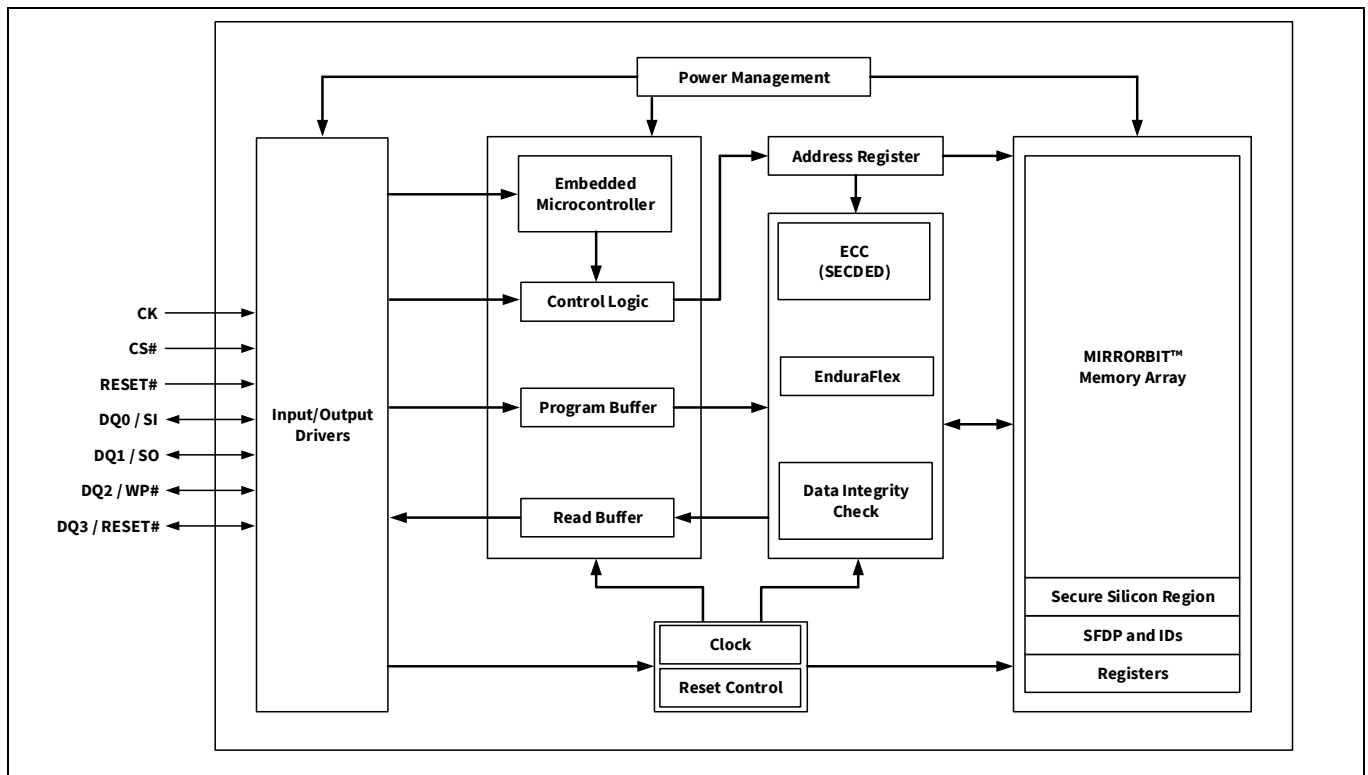 Power Management
Address Register
Embedded
Microcontroller
ECC
(SECDED)
Control Logic
CK
CS#
RESET#
DQ0 / SI
DQ1 / SO
DQ2 / WP#
DQ3 / RESET#
Input/Output
Drivers
MIRRORBIT™
Memory Array
EnduraFlex
Program Buffer
Data Integrity
Check
Read Buffer
Secure Silicon Region
SFDP and IDs
Registers
Clock
Reset Control